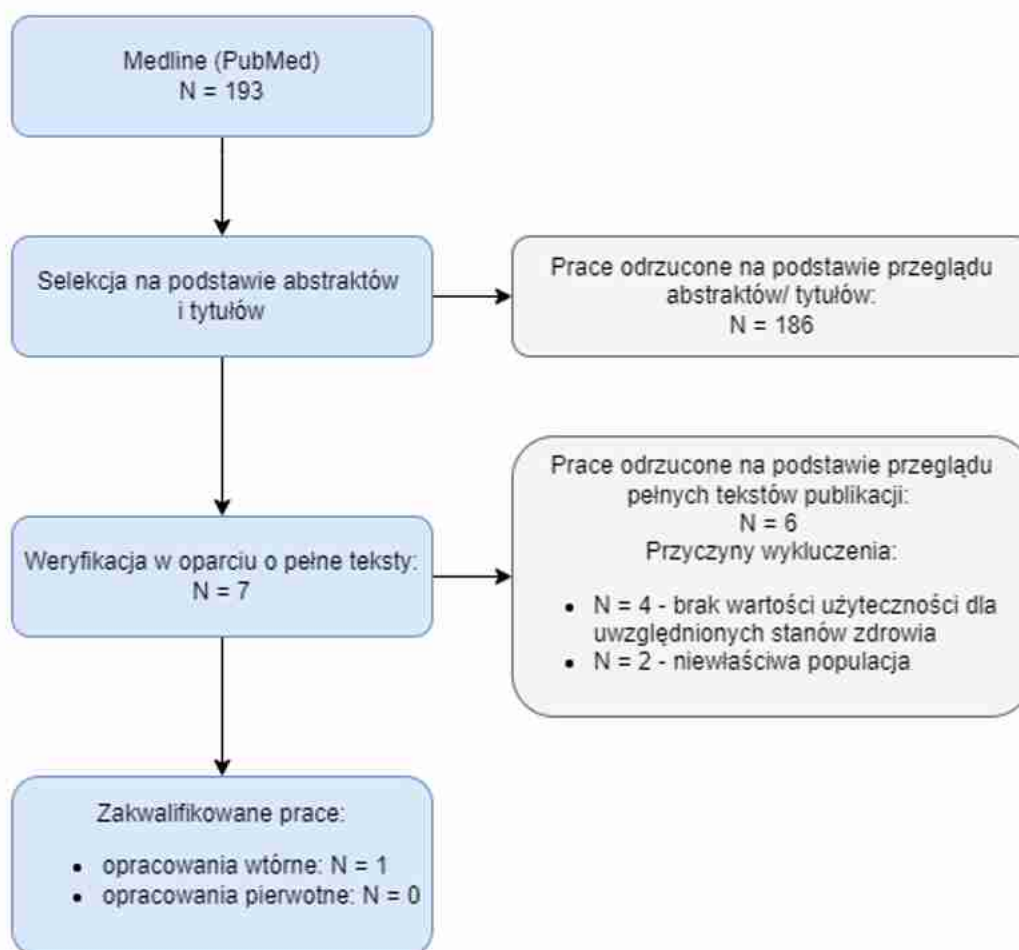 Medline (PubMed)
N = 193
Selekcja na podstawie abstraktów
i tytułów
Prace odrzucone na podstawie przeglądu
abstraktów/ tytułów:
N = 186
Weryfikacja w oparciu o pełne teksty:
N = 7
Prace odrzucone na podstawie przeglądu
pełnych tekstów publikacji:
N = 6
Przyczyny wykluczenia:
• N = 4 - brak wartości użyteczności dla
uwzględnionych stanów zdrowia
• N = 2 - niewłaściwa populacja
Zakwalifikowane prace:
• opracowania wtórne: N = 1
• opracowania pierwotne: N = 0